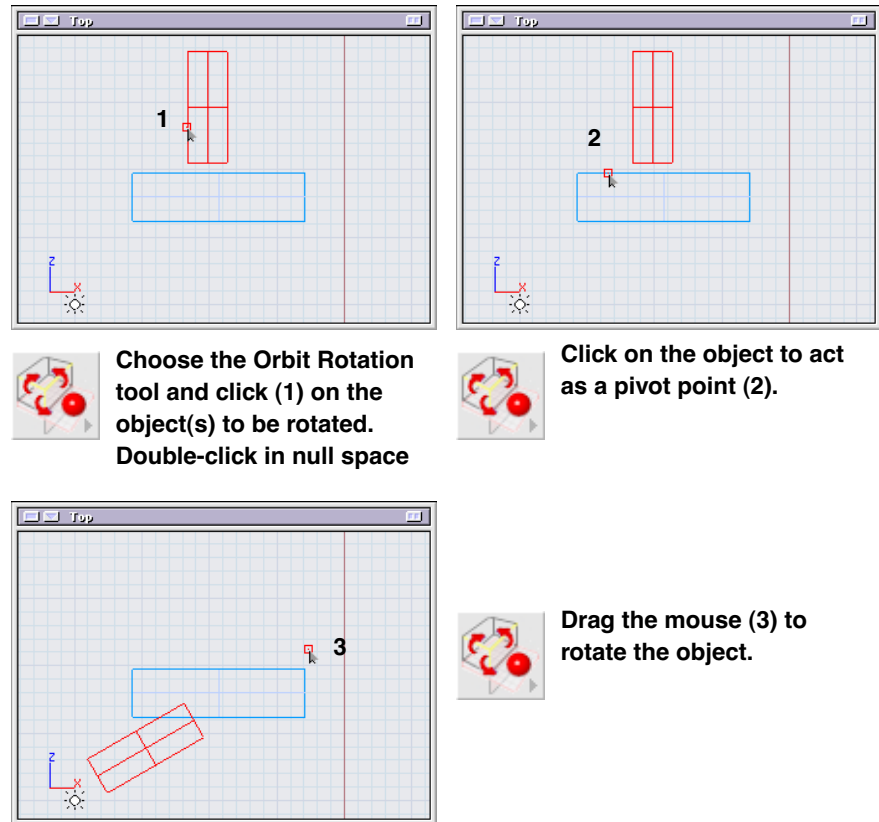 Top
1
z
x
Top
2
z
x
Choose the Orbit Rotation
tool and click (1) on the
object(s) to be rotated.
Double-click in null space
Click on the object to act
as a pivot point (2).
Top
3
z
x
Drag the mouse (3) to
rotate the object.